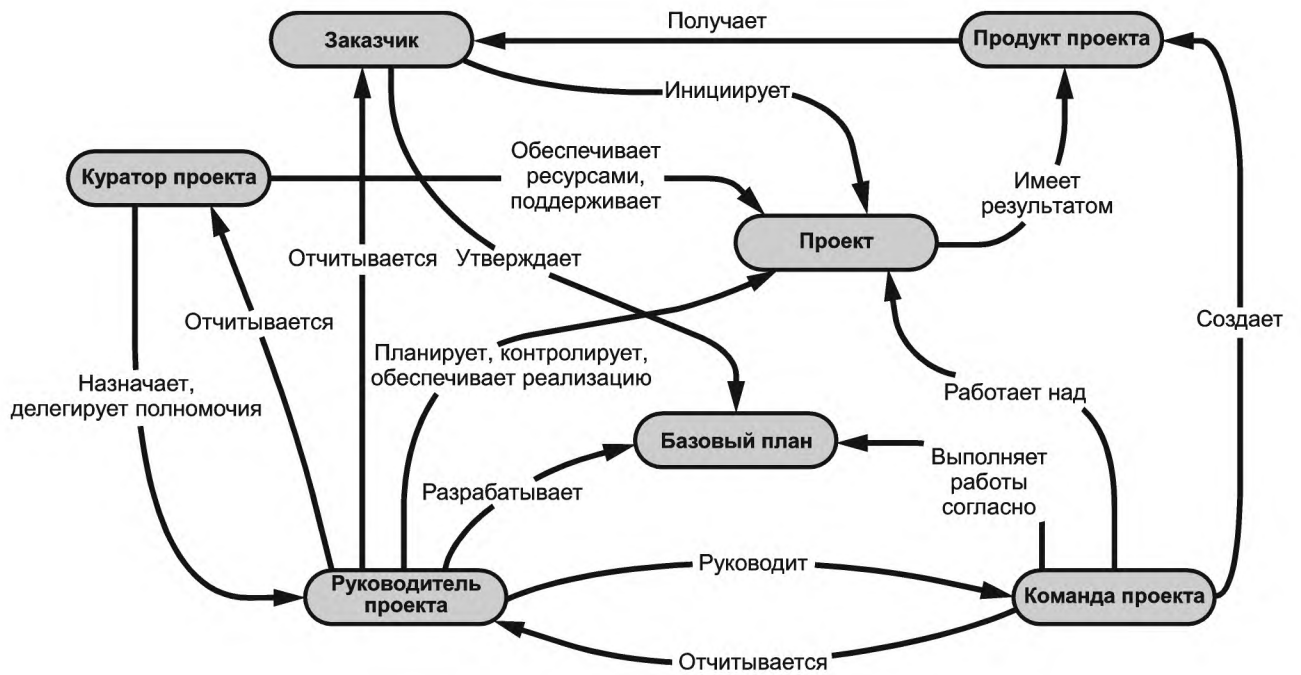 Получает
Заказчик
Продукт проекта
Инициирует
Обеспечивает
ресурсами,
поддерживает
Куратор проекта
Имеет
результатом
Проект
Отчитывается
Утверждает
Отчитывается
Создает
Планирует, контролирует,
обеспечивает реализацию
Назначает,
делегирует полномочия
Работает над
Базовый план
Выполняет
работы
согласно
Разрабатывает
Руководит
Руководитель
проекта
Команда проекта
Отчитывается